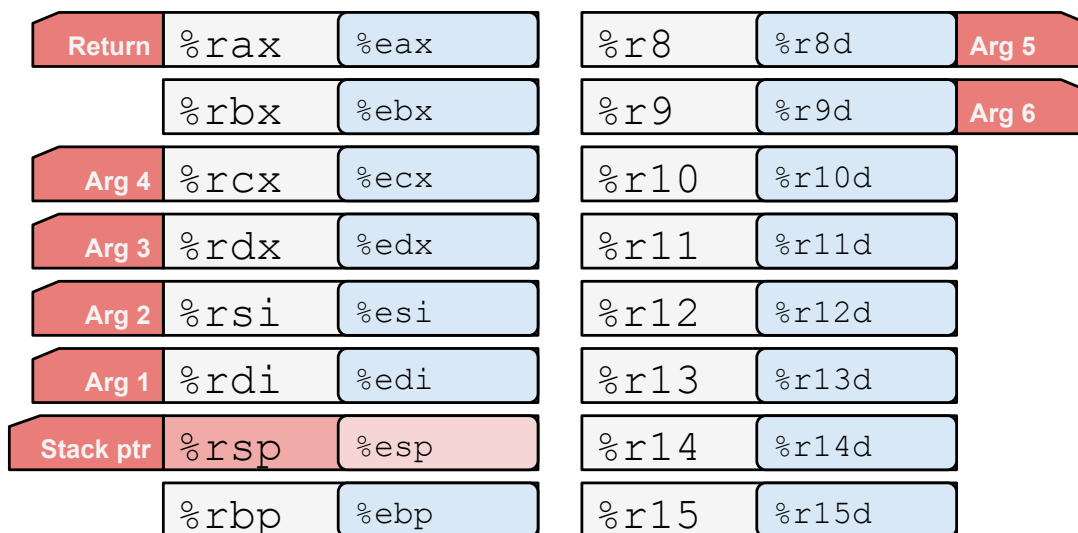 Return %rax %eax %r8 %r8d Arg 5
%rbx %ebx %r9 %r9d Arg 6
Arg 4 %rcx %ecx %r10 %r10d
Arg 3 %rdx %edx %r11 %r11d
Arg 2 %rsi %esi %r12 %r12d
Arg 1 %rdi %edi %r13 %r13d
Stack ptr %rsp %esp %r14 %r14d
%rbp %ebp %r15 %r15d